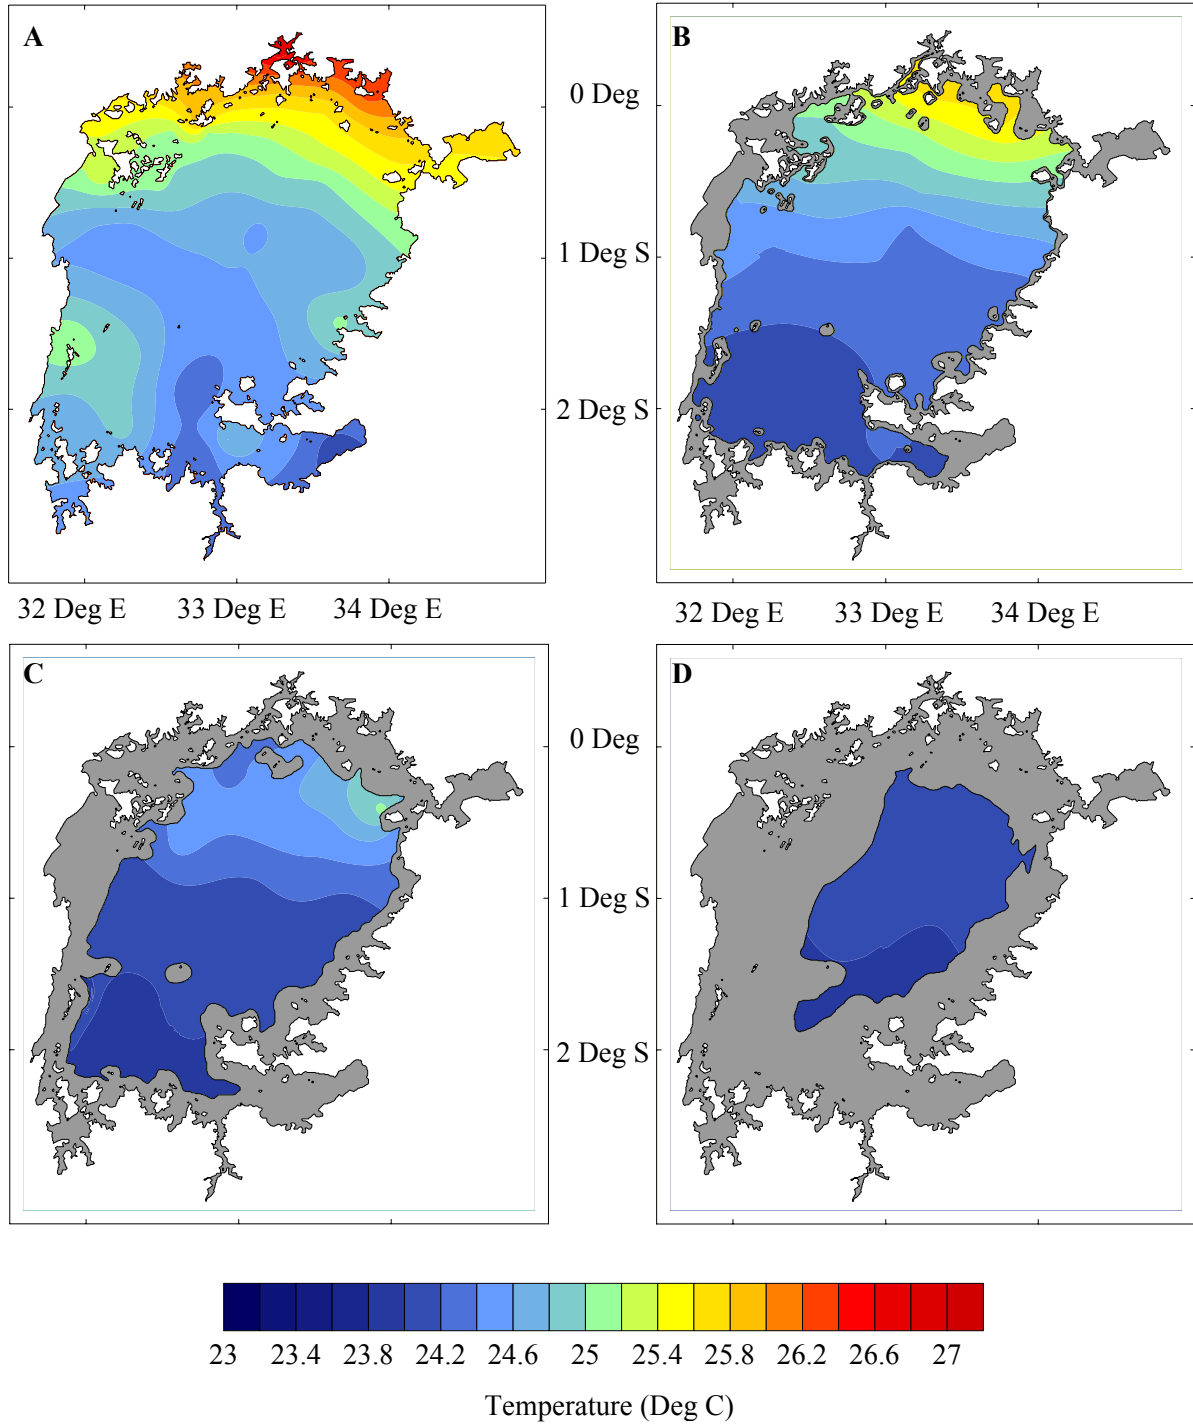 A
B
0 Deg
1 Deg S
2 Deg S
32 Deg E 33 Deg E 34 Deg E
32 Deg E 33 Deg E 34 Deg E
C
D
0 Deg
1 Deg S
2 Deg S
23 23.4 23.8 24.2 24.6 25 25.4 25.8 26.2 26.6 27
Temperature (Deg C)